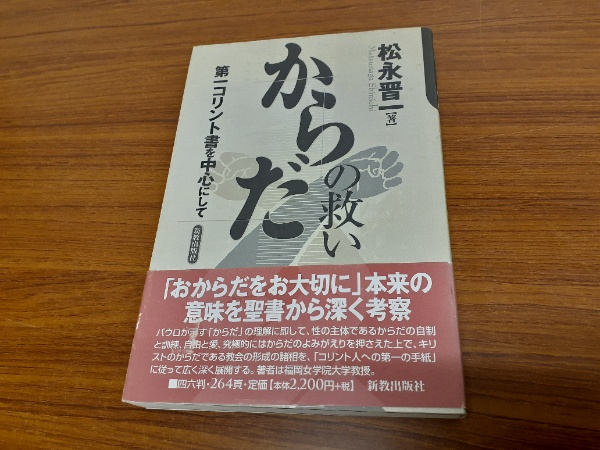 松永晋一[著]
Matsunaga Shinichi
からだの救い
第一コリント書を中心にして
新教出版社
「おからだをお大切に」本来の
意味を聖書から深く考察
パウロが示す「からだ」の理解に即して、性の主体であるからだの自制
と訓練、自由と愛、究極的にはからだのよみがえりを押さえた上で、キリ
ストのからだである教会の形成の諸相を、「コリント人への第一の手紙」
に従って広く深く展開する。著者は福岡女学院大学教授。
■四六判・264頁・定価【本体2,200円+税】 新教出版社